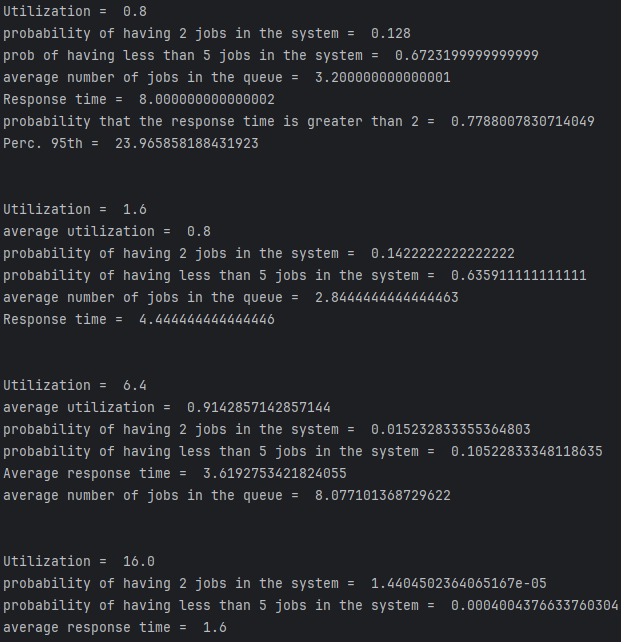 Utilization =  0.8
probability of having 2 jobs in the system =  0.128
prob of having less than 5 jobs in the system =  0.6723199999999999
average number of jobs in the queue =  3.200000000000001
Response time =  8.000000000000002
probability that the response time is greater than 2 =  0.7788007830714049
Perc. 95th =  23.965858188431923
Utilization =  1.6
average utilization =  0.8
probability of having 2 jobs in the system =  0.1422222222222222
probability of having less than 5 jobs in the system =  0.635911111111111
average number of jobs in the queue =  2.8444444444444463
Response time =  4.444444444444446
Utilization =  6.4
average utilization =  0.9142857142857144
probability of having 2 jobs in the system =  0.015232833355364803
probability of having less than 5 jobs in the system =  0.10522833348118635
Average response time =  3.6192753421824055
average number of jobs in the queue =  8.077101368729622
Utilization =  16.0
probability of having 2 jobs in the system =  1.4404502364065167e-05
probability of having less than 5 jobs in the system =  0.0004004376633760304
average response time =  1.6